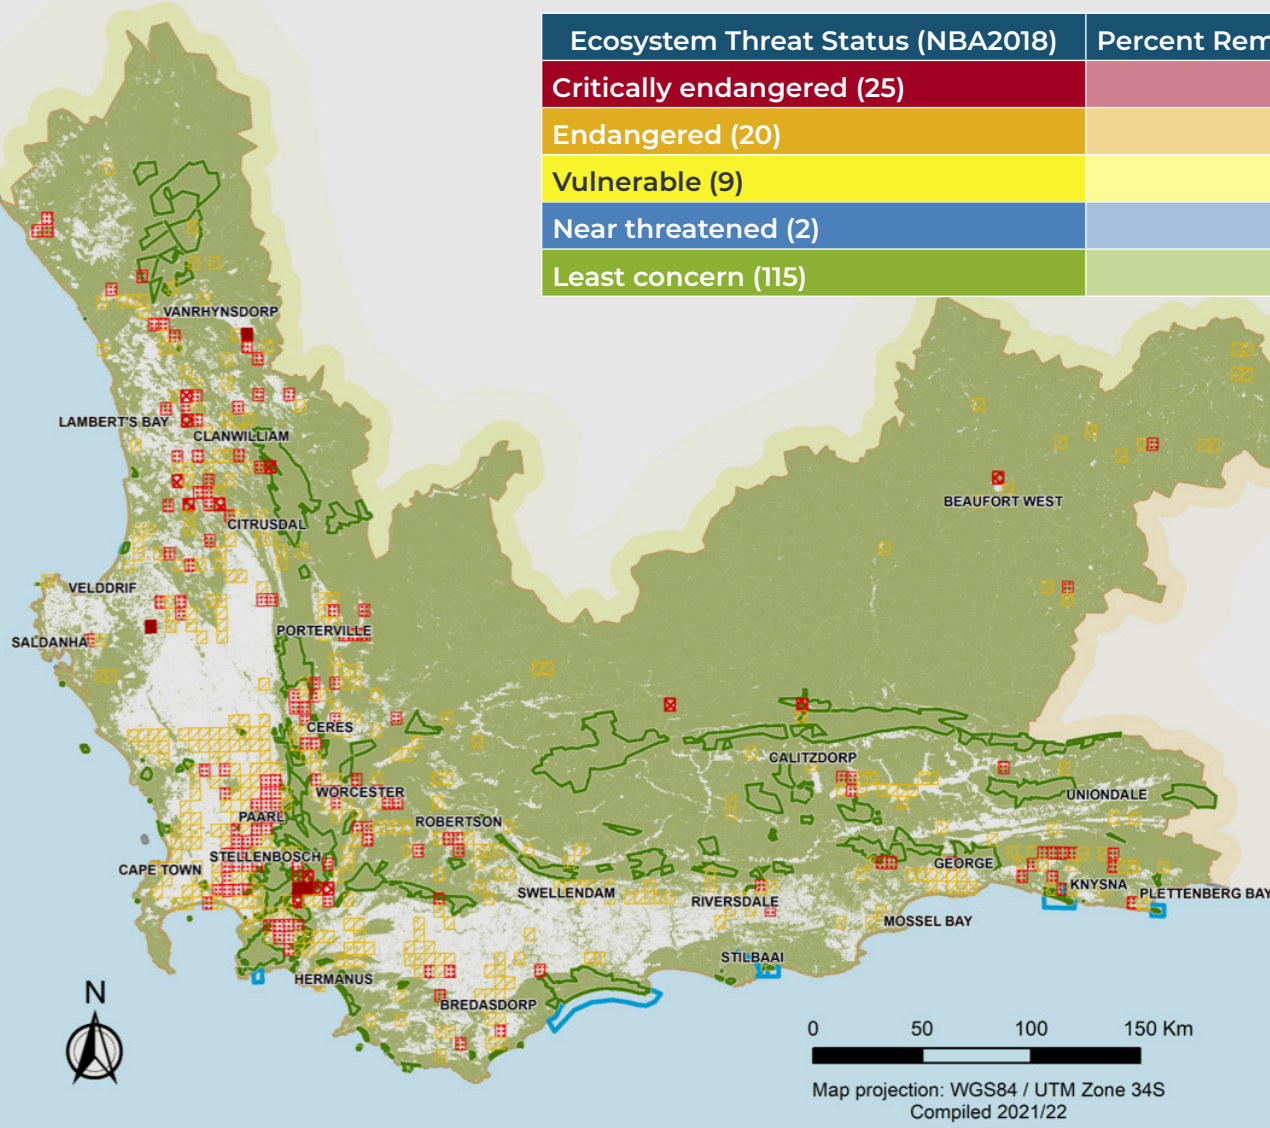 Ecosystem Threat Status (NBA2018) Percent Rem
Critically endangered (25)
Endangered (20)
Vulnerable (9)
Near threatened (2)
Least concern (115)
VANRHYNSDORP
LAMBERT'S BAY
CLANWILLIAM
BEAUFORT WEST
CITRUSDAL
VELDDRIF
PORTERVILLE
SALDANHA
CERES
CALITZDORP
WORCESTER
UNIONDALE
PAARL
ROBERTSON
STELLENBOSCH
GEORGE
CAPE TOWN
KNYSNA
SWELLENDAM
PLETTENBERG BAY
RIVERSDALE
MOSSEL BAY
STILBAAI
HERMANUS
BREDASDORP
N
0 50 100 150 Km
Map projection: WGS84 / UTM Zone 34S
Compiled 2021/22